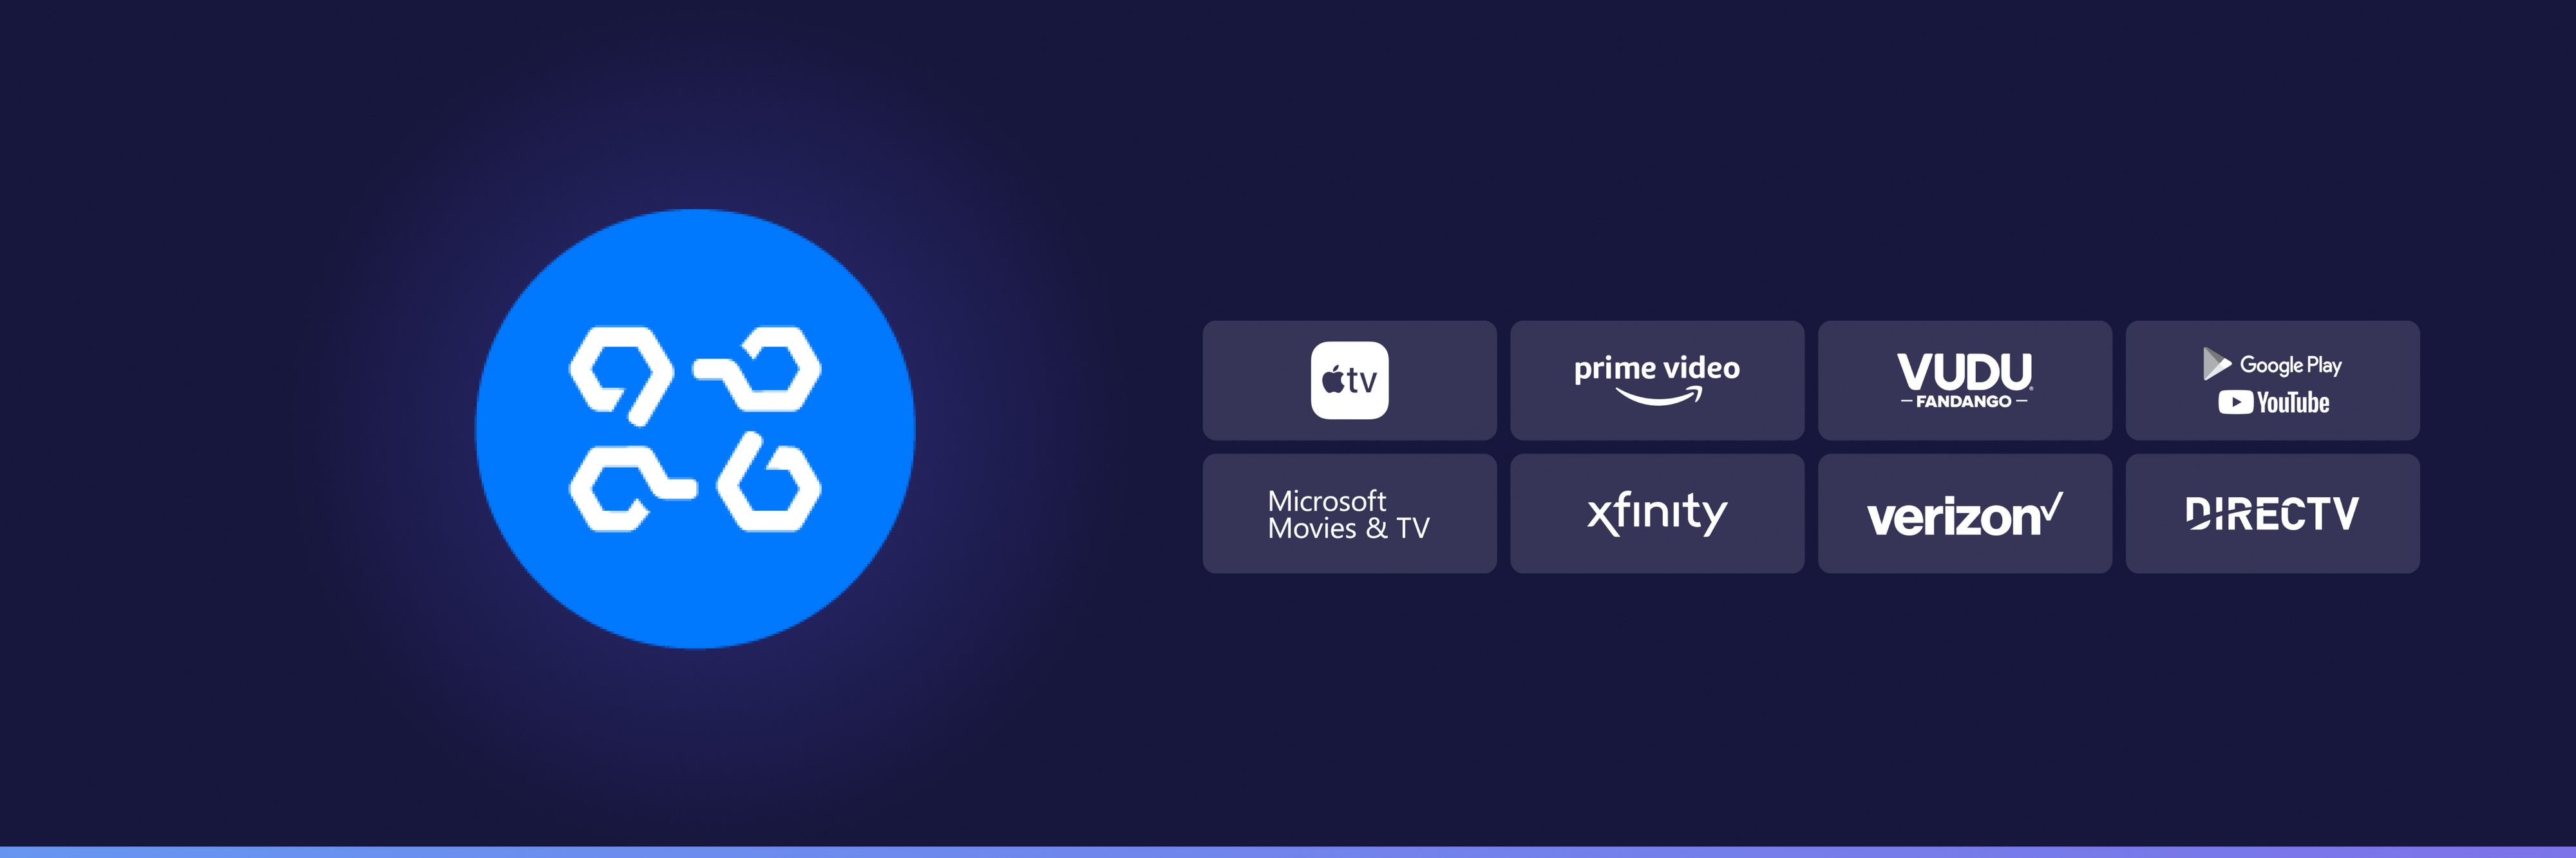 tv
prime video
VUDU
FANDANGO
Google Play
YouTube
Microsoft
Movies & TV
xfinity
verizon✓
DIRECTV